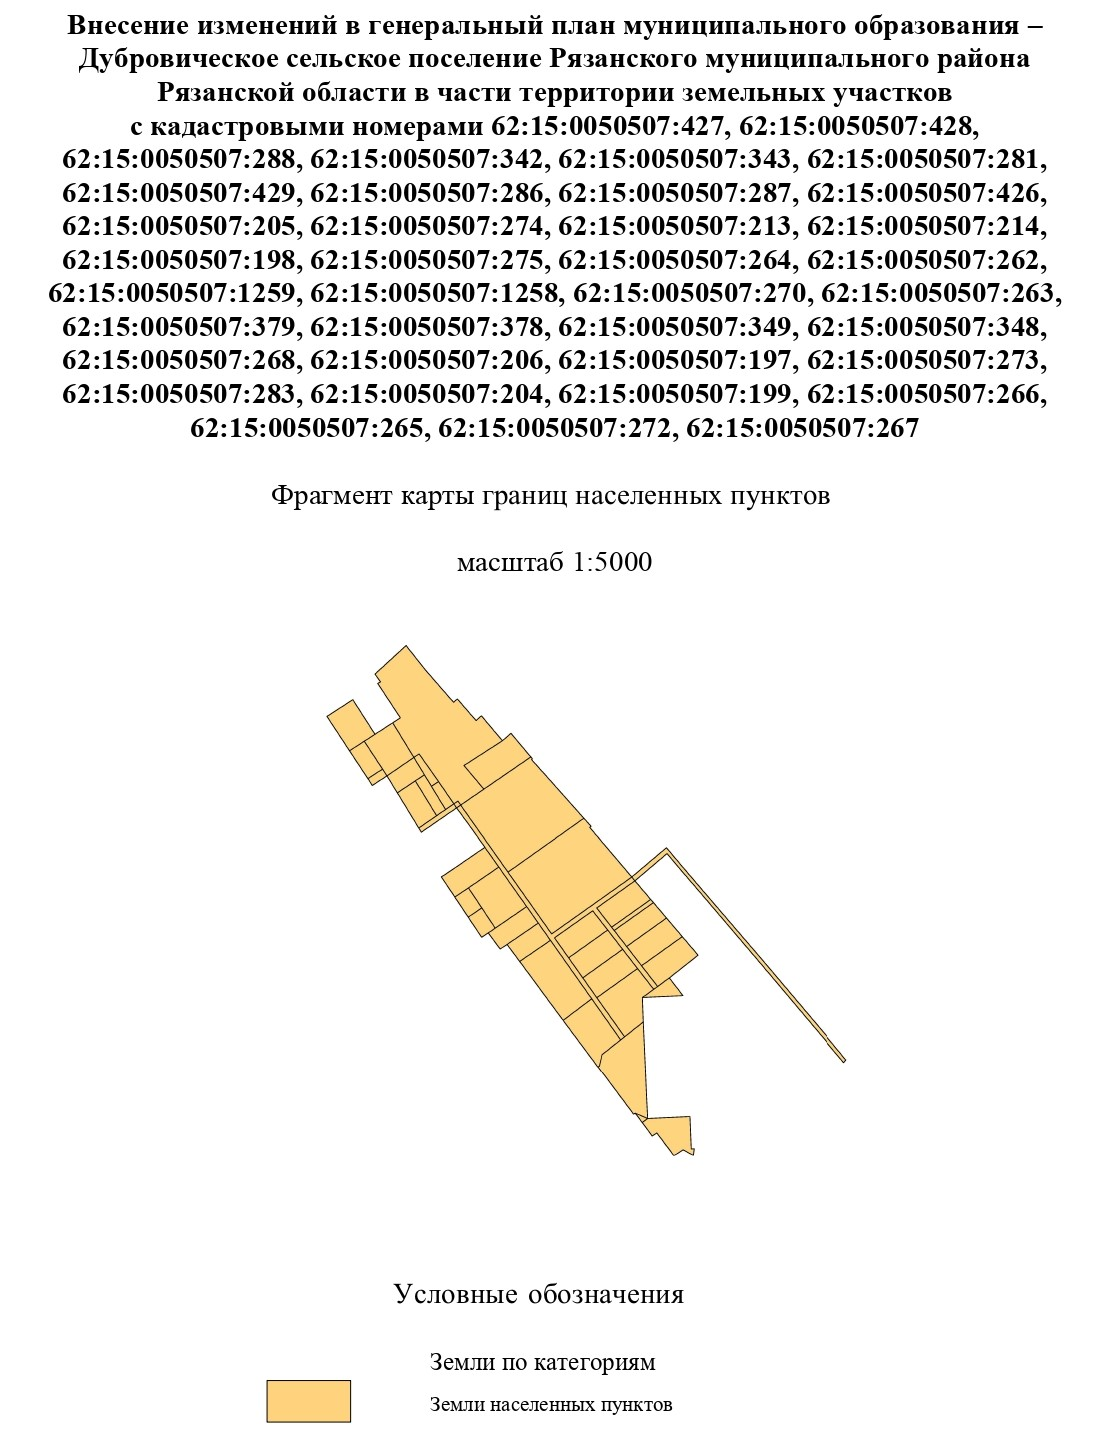 Внесение изменений в генеральный план муниципального образования –
Дубровическое сельское поселение Рязанского муниципального района
Рязанской области в части территории земельных участков
с кадастровыми номерами 62:15:0050507:427, 62:15:0050507:428,
62:15:0050507:288, 62:15:0050507:342, 62:15:0050507:343, 62:15:0050507:281,
62:15:0050507:429, 62:15:0050507:286, 62:15:0050507:287, 62:15:0050507:426,
62:15:0050507:205, 62:15:0050507:274, 62:15:0050507:213, 62:15:0050507:214,
62:15:0050507:198, 62:15:0050507:275, 62:15:0050507:264, 62:15:0050507:262,
62:15:0050507:1259, 62:15:0050507:1258, 62:15:0050507:270, 62:15:0050507:263,
62:15:0050507:379, 62:15:0050507:378, 62:15:0050507:349, 62:15:0050507:348,
62:15:0050507:268, 62:15:0050507:206, 62:15:0050507:197, 62:15:0050507:273,
62:15:0050507:283, 62:15:0050507:204, 62:15:0050507:199, 62:15:0050507:266,
62:15:0050507:265, 62:15:0050507:272, 62:15:0050507:267
Фрагмент карты границ населенных пунктов
масштаб 1:5000
Условные обозначения
Земли по категориям
Земли населенных пунктов